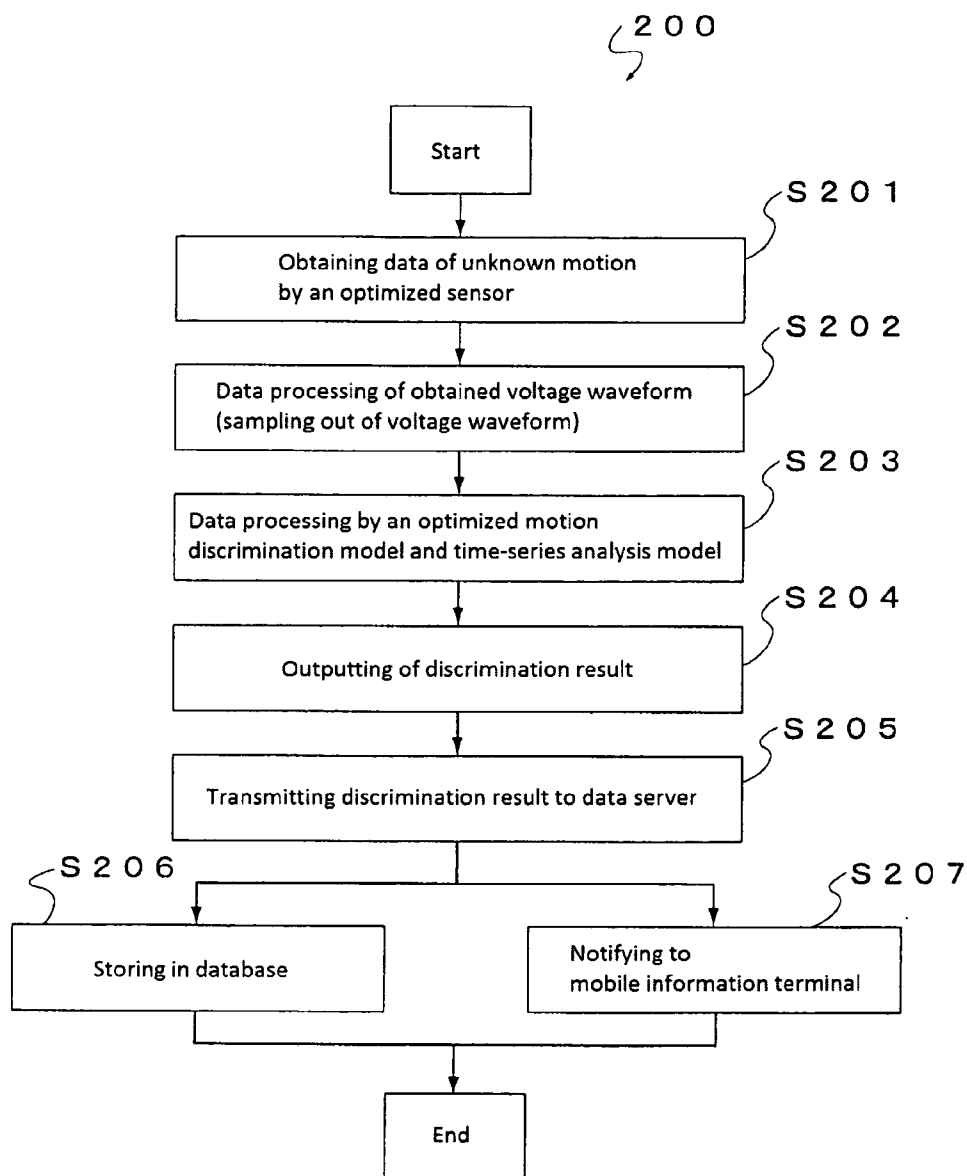 200
Start
S201
Obtaining data of unknown motion
by an optimized sensor
S202
Data processing of obtained voltage waveform
(sampling out of voltage waveform)
S203
Data processing by an optimized motion
discrimination model and time-series analysis model
S204
Outputting of discrimination result
S205
Transmitting discrimination result to data server
S206
Storing in database
S207
Notifying to
mobile information terminal
End